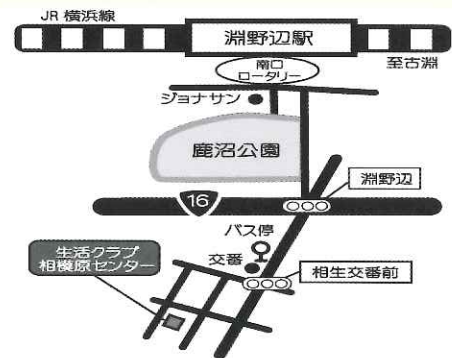 JR 横浜線
淵野辺駅
至古淵
南口
ロータリー
ジョナサン
鹿沼公園
淵野辺
16
バス停
生活クラブ
相模原センター
交番
相生交番前